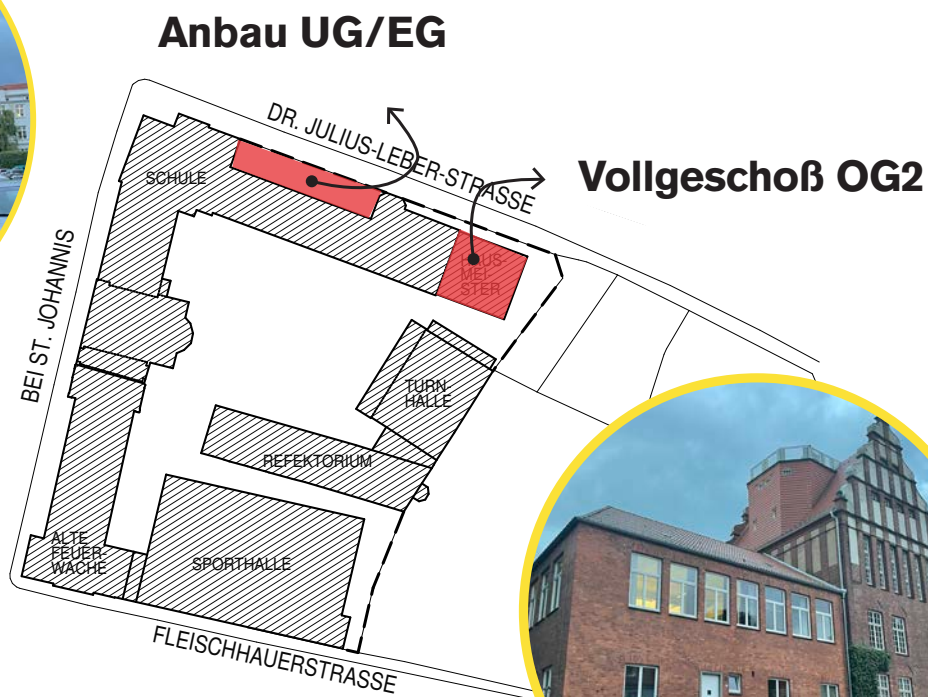 Anbau UG/EG
DR. JULIUS-LEBER-STRASSE
Vollgeschoß OG2
SCHULE
HAUS-
MEI
STER
BEI ST. JOHANNIS
TURN-
HALLE
REFEKTORIUM
ALTE
FEUER-
WACHE
SPORTHALLE
FLEISCHHAUERSTRASSE